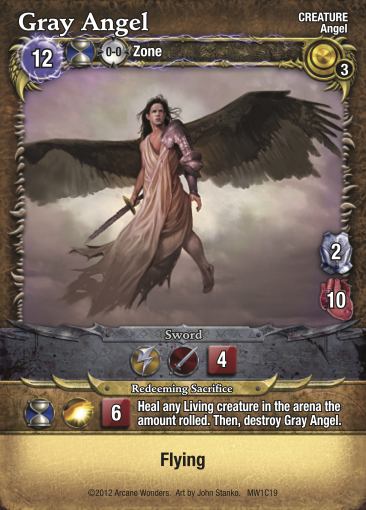 Gray Angel
CREATURE
Angel
12
0-0 Zone
3
2
10
Sword
4
Redeeming Sacrifice
6
Heal any Living creature in the arena the
amount rolled. Then, destroy Gray Angel.
Flying
©2012 Arcane Wonders. Art by John Stanko. MW1C19